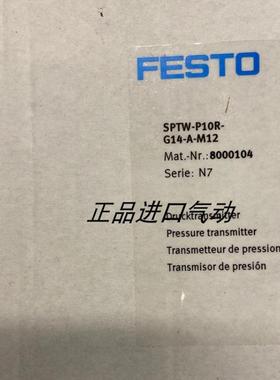 FESTO
SPTW-P10R-
G14-A-M12
Mat.-Nr.:8000104
Serie: N7
正品进口气动
Drucktransmitter
Pressure transmitter
Transmetteur de pression
Transmisor de presión